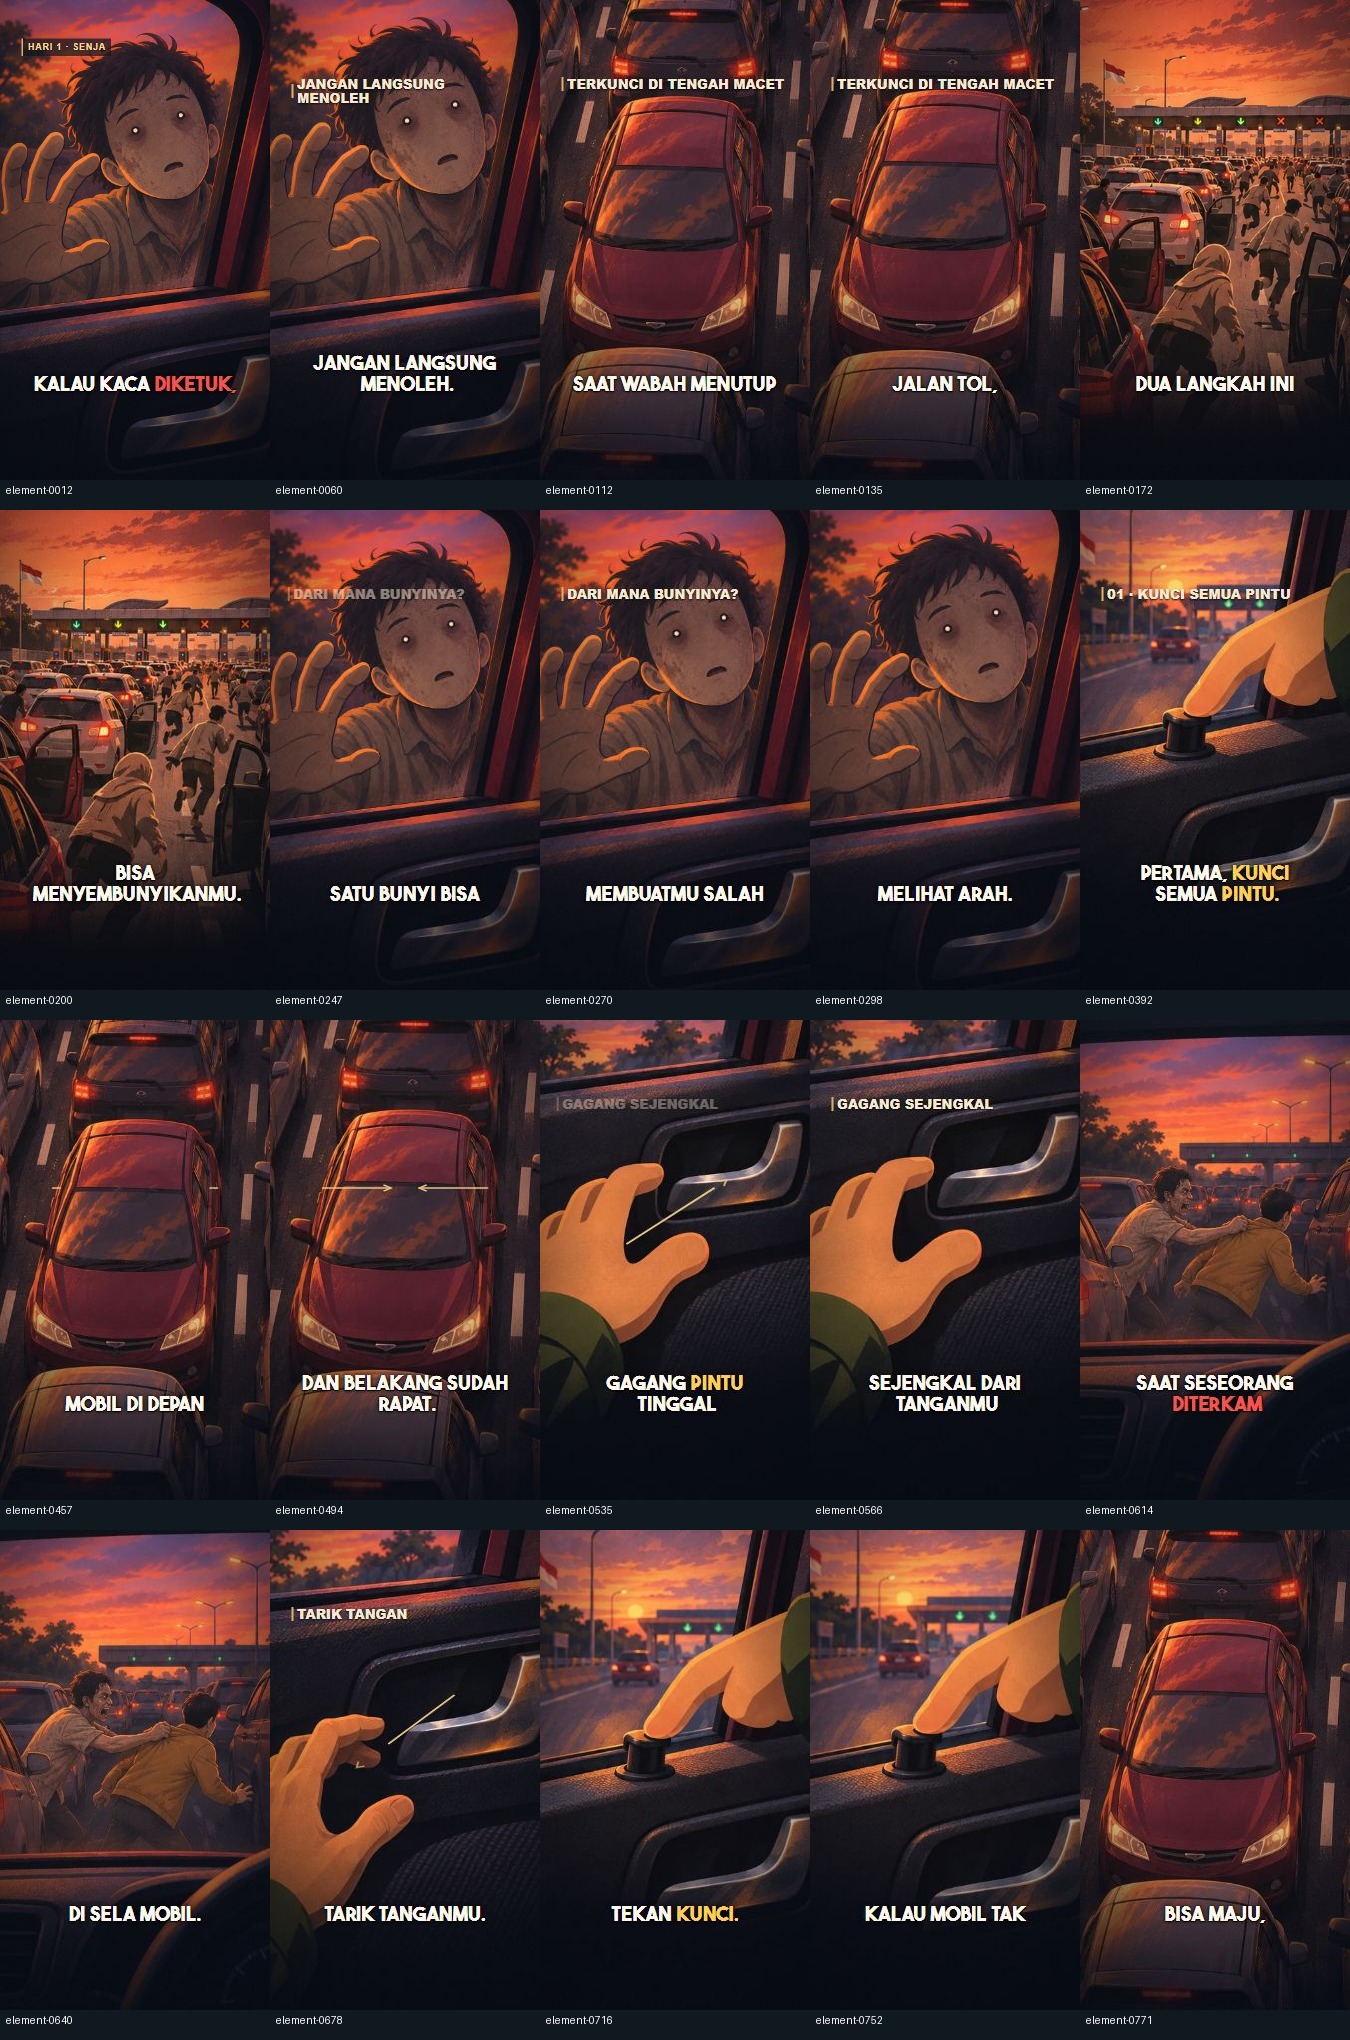 HARI 1 · SENJA
KALAU KACA DIKETUK,
element-0012
JANGAN LANGSUNG
MENOLEH
JANGAN LANGSUNG
MENOLEH.
element-0060
TERKUNCI DI TENGAH MACET
SAAT WABAH MENUTUP
element-0112
TERKUNCI DI TENGAH MACET
JALAN TOL,
element-0135
DUA LANGKAH INI
element-0172
BISA
MENYEMBUNYIKANMU.
element-0200
DARI MANA BUNYINYA?
SATU BUNYI BISA
element-0247
DARI MANA BUNYINYA?
MEMBUATMU SALAH
element-0270
MELIHAT ARAH.
element-0298
01 · KUNCI SEMUA PINTU
PERTAMA, KUNCI
SEMUA PINTU.
element-0392
MOBIL DI DEPAN
element-0457
DAN BELAKANG SUDAH
RAPAT.
element-0494
GAGANG SEJENGKAL
GAGANG PINTU
TINGGAL
element-0535
GAGANG SEJENGKAL
SEJENGKAL DARI
TANGANMU
element-0566
SAAT SESEORANG
DITERKAM
element-0614
DI SELA MOBIL.
element-0640
TARIK TANGAN
TARIK TANGANMU.
element-0678
TEKAN KUNCI.
element-0716
KALAU MOBIL TAK
element-0752
BISA MAJU,
element-0771